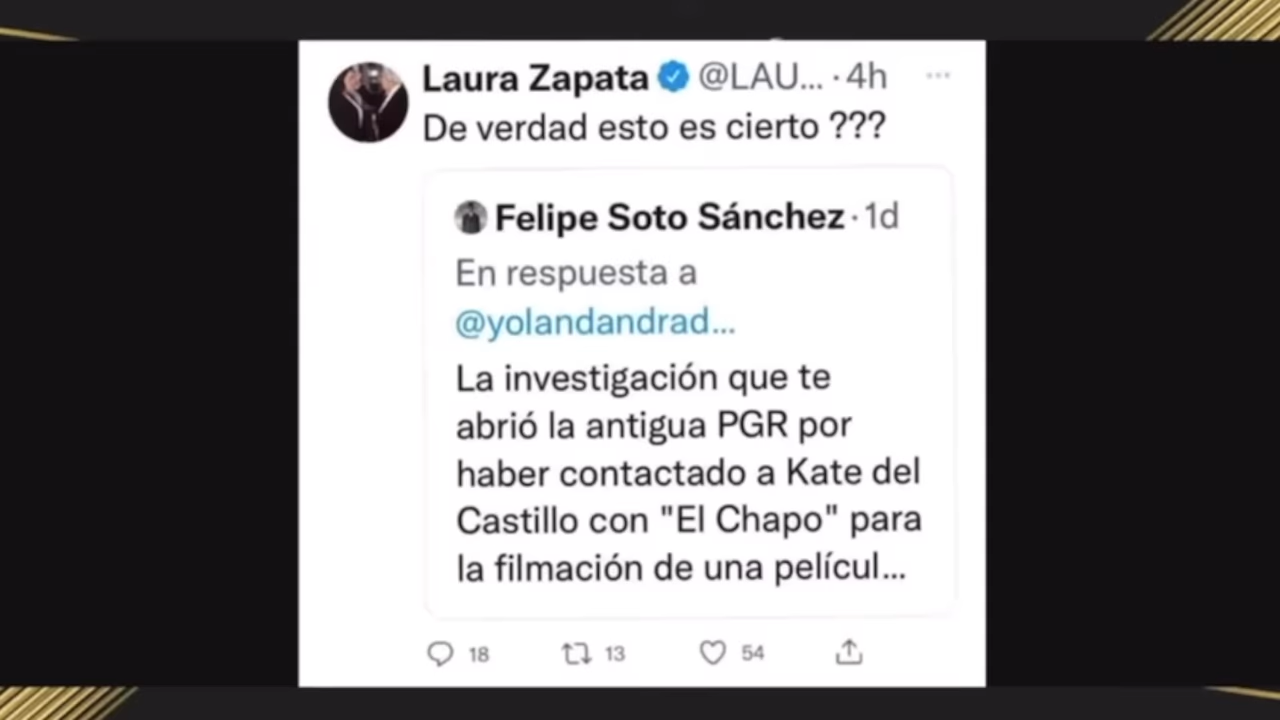 Laura Zapata @LAU... · 4h
De verdad esto es cierto ???
Felipe Soto Sánchez · 1d
En respuesta a
@yolandandrad...
La investigación que te
abrió la antigua PGR por
haber contactado a Kate del
Castillo con "El Chapo" para
la filmación de una películ...
18 13 54